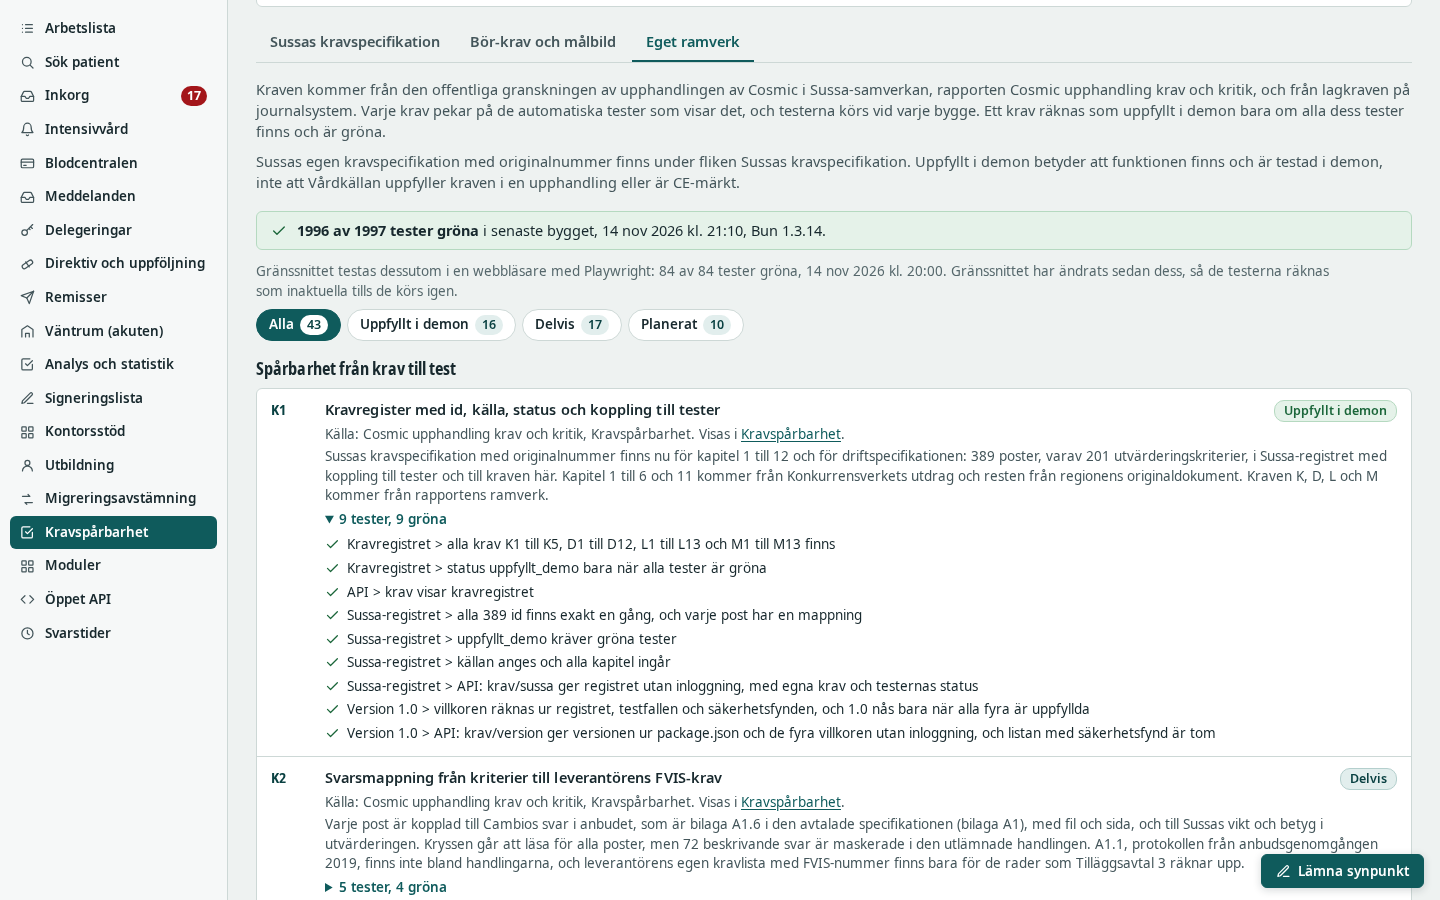 Arbetslista
Sök patient
Inkorg 17
Intensivvård
Blodcentralen
Meddelanden
Delegeringar
Direktiv och uppföljning
Remisser
Väntrum (akuten)
Analys och statistik
Signeringslista
Kontorsstöd
Utbildning
Migreringsavstämning
Kravspårbarhet
Moduler
Öppet API
Svarstider
Sussas kravspecifikation
Bör-krav och målbild
Eget ramverk
Kraven kommer från den offentliga granskningen av upphandlingen av Cosmic i Sussa-samverkan, rapporten Cosmic upphandling krav och kritik, och från lagkraven på
journalsystem. Varje krav pekar på de automatiska tester som visar det, och testerna körs vid varje bygge. Ett krav räknas som uppfyllt i demon bara om alla dess tester
finns och är gröna.
Sussas egen kravspecifikation med originalnummer finns under fliken Sussas kravspecifikation. Uppfyllt i demon betyder att funktionen finns och är testad i demon,
inte att Vårdkällan uppfyller kraven i en upphandling eller är CE-märkt.
1996 av 1997 tester gröna i senaste bygget, 14 nov 2026 kl. 21:10, Bun 1.3.14.
Gränssnittet testas dessutom i en webbläsare med Playwright: 84 av 84 tester gröna, 14 nov 2026 kl. 20:00. Gränssnittet har ändrats sedan dess, så de testerna räknas
som inaktuella tills de körs igen.
Alla 43
Uppfyllt i demon 16
Delvis 17
Planerat 10
Spårbarhet från krav till test
K1 Kravregister med id, källa, status och koppling till tester Uppfyllt i demon
Källa: Cosmic upphandling krav och kritik, Kravspårbarhet. Visas i Kravspårbarhet.
Sussas kravspecifikation med originalnummer finns nu för kapitel 1 till 12 och för driftspecifikationen: 389 poster, varav 201 utvärderingskriterier, i Sussa-registret med
koppling till tester och till kraven här. Kapitel 1 till 6 och 11 kommer från Konkurrensverkets utdrag och resten från regionens originaldokument. Kraven K, D, L och M
kommer från rapportens ramverk.
9 tester, 9 gröna
Kravregistret > alla krav K1 till K5, D1 till D12, L1 till L13 och M1 till M13 finns
Kravregistret > status uppfyllt_demo bara när alla tester är gröna
API > krav visar kravregistret
Sussa-registret > alla 389 id finns exakt en gång, och varje post har en mappning
Sussa-registret > uppfyllt_demo kräver gröna tester
Sussa-registret > källan anges och alla kapitel ingår
Sussa-registret > API: krav/sussa ger registret utan inloggning, med egna krav och testernas status
Version 1.0 > villkoren räknas ur registret, testfallen och säkerhetsfynden, och 1.0 nås bara när alla fyra är uppfyllda
Version 1.0 > API: krav/version ger versionen ur package.json och de fyra villkoren utan inloggning, och listan med säkerhetsfynd är tom
K2 Svarsmappning från kriterier till leverantörens FVIS-krav Delvis
Källa: Cosmic upphandling krav och kritik, Kravspårbarhet. Visas i Kravspårbarhet.
Varje post är kopplad till Cambios svar i anbudet, som är bilaga A1.6 i den avtalade specifikationen (bilaga A1), med fil och sida, och till Sussas vikt och betyg i
utvärderingen. Kryssen går att läsa för alla poster, men 72 beskrivande svar är maskerade i den utlämnade handlingen. A1.1, protokollen från anbudsgenomgången
2019, finns inte bland handlingarna, och leverantörens egen kravlista med FVIS-nummer finns bara för de rader som Tilläggsavtal 3 räknar upp.
5 tester, 4 gröna
Lämna synpunkt